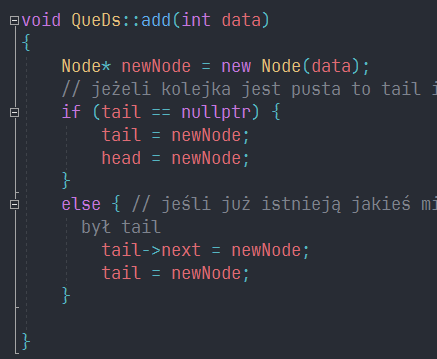 void QueDs::add(int data)
{
Node* newNode = new Node(data);
// jeżeli kolejka jest pusta to tail i
if (tail == nullptr) {
tail = newNode;
head = newNode;
}
else { // jeśli już istnieją jakieś mi
był tail
tail->next = newNode;
tail = newNode;
}
}